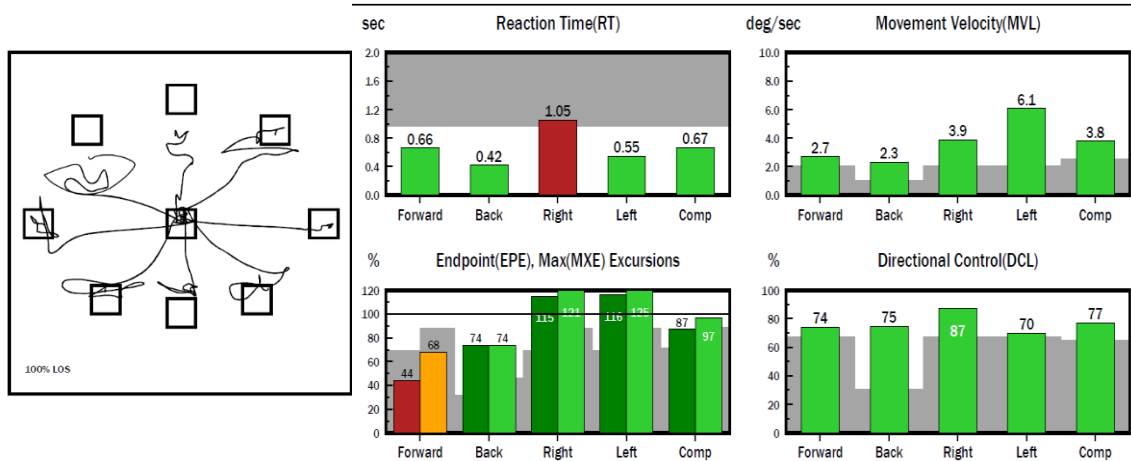 100% LOS
sec Reaction Time(RT)
2.0
1.6
1.2
0.8
0.4
0.0
0.66 0.42 1.05 0.55 0.67
Forward Back Right Left Comp
deg/sec Movement Velocity(MVL)
10.0
8.0
6.0
4.0
2.0
0.0
2.7 2.3 3.9 6.1 3.8
Forward Back Right Left Comp
% Endpoint(EPE), Max(MXE) Excursions
120
100
80
60
40
20
0
44 68 74 74 115 121 116 125 87 97
Forward Back Right Left Comp
% Directional Control(DCL)
100
80
60
40
20
0
74 75 87 70 77
Forward Back Right Left Comp